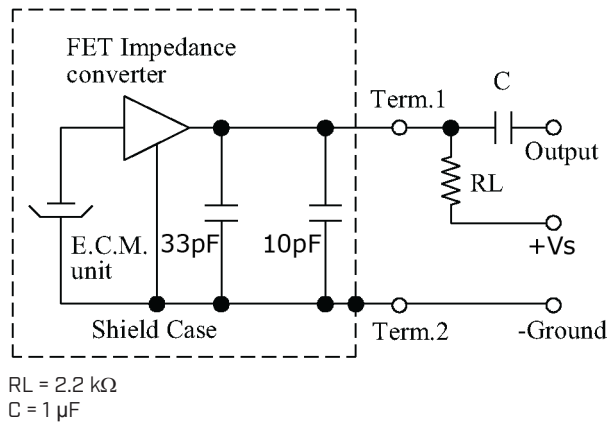 FET Impedance
converter
Term.1
C
Output
RL
+Vs
E.C.M.
unit
33pF
10pF
Shield Case
Term.2
-Ground
RL = 2.2 kΩ
C = 1 µF